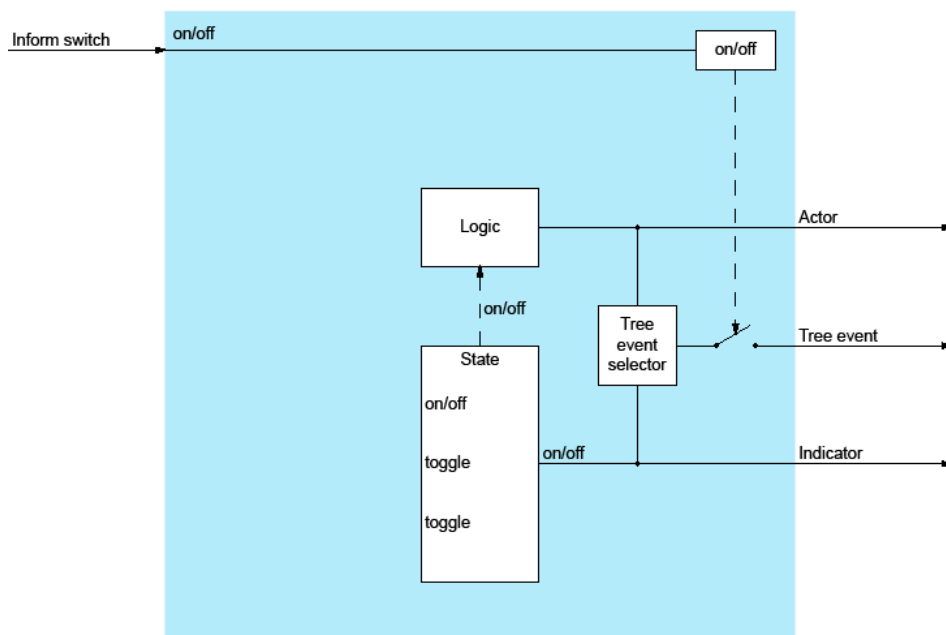 Inform switch
on/off
on/off
Logic
Actor
on/off
Tree
event
selector
Tree event
State
on/off
toggle
on/off
Indicator
toggle